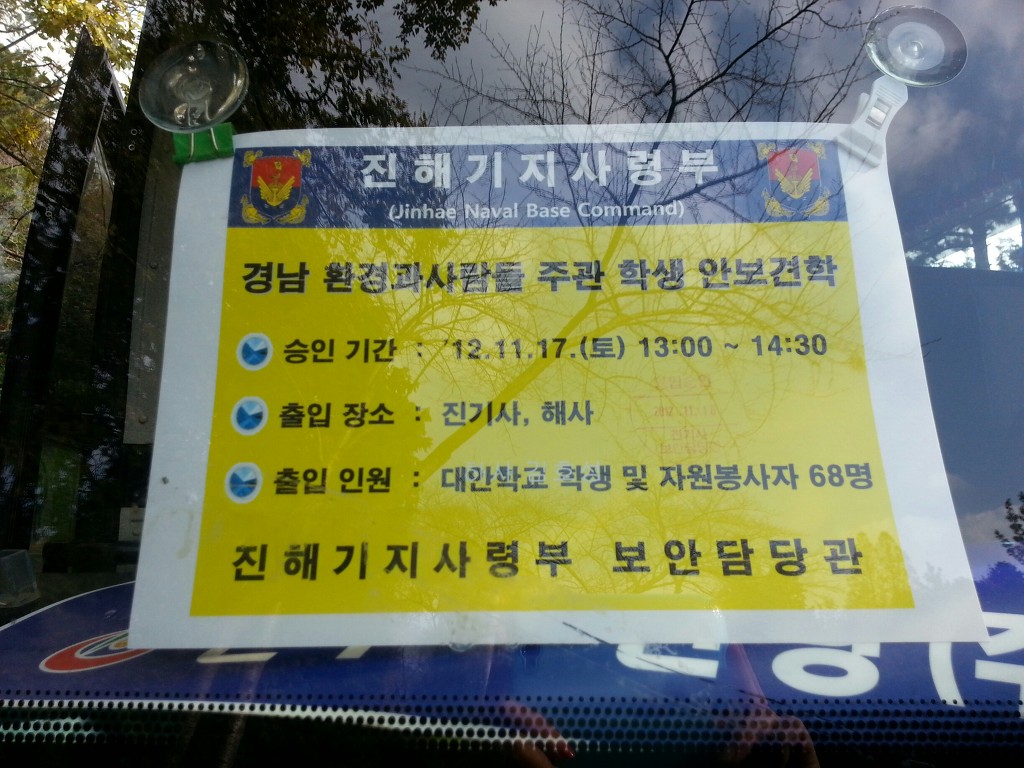 진해기지사령부
(Jinhae Naval Base Command)
경남 환경과사람들 주관 학생 안보견학
승인 기간 : '12.11.17.(토) 13:00 ~ 14:30
출입 장소 : 진기사, 해사
출입 인원 : 대안학교 학생 및 자원봉사자 68명
진해기지사령부 보안담당관